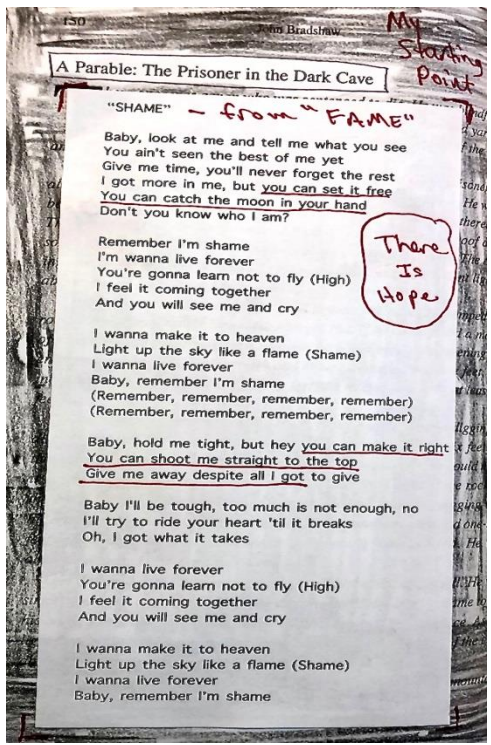 150
John Bradshaw
My
Starting
Point
A Parable: The Prisoner in the Dark Cave
"SHAME" - from "FAME"
Baby, look at me and tell me what you see
You ain't seen the best of me yet
Give me time, you'll never forget the rest
I got more in me, but you can set it free
You can catch the moon in your hand
Don't you know who I am?
Remember I'm shame
I'm wanna live forever
You're gonna learn not to fly (High)
I feel it coming together
And you will see me and cry
There
Is
Hope
I wanna make it to heaven
Light up the sky like a flame (Shame)
I wanna live forever
Baby, remember I'm shame
(Remember, remember, remember, remember)
(Remember, remember, remember, remember)
Baby, hold me tight, but hey you can make it right
You can shoot me straight to the top
Give me away despite all I got to give
Baby I'll be tough, too much is not enough, no
I'll try to ride your heart 'til it breaks
Oh, I got what it takes
I wanna live forever
You're gonna learn not to fly (High)
I feel it coming together
And you will see me and cry
I wanna make it to heaven
Light up the sky like a flame (Shame)
I wanna live forever
Baby, remember I'm shame